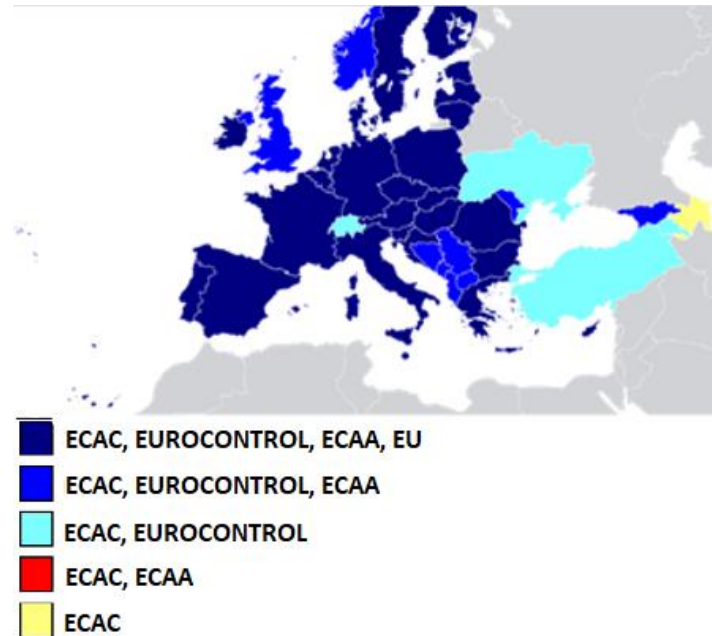 ECAC, EUROCONTROL, ECAA, EU
ECAC, EUROCONTROL, ECAA
ECAC, EUROCONTROL
ECAC, ECAA
ECAC